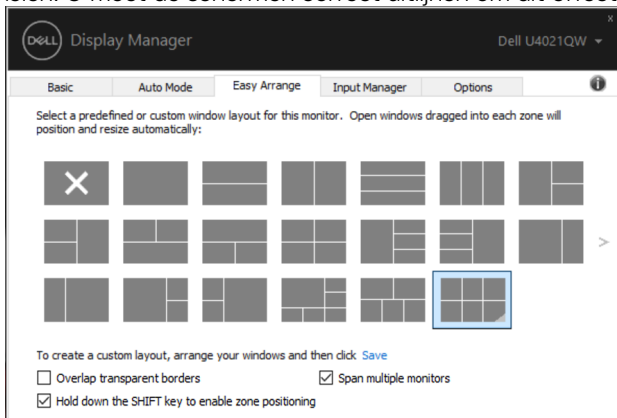 DELL Display Manager
Dell U4021QW
x
Basic Auto Mode Easy Arrange Input Manager Options
Select a predefined or custom window layout for this monitor. Open windows dragged into each zone will
position and resize automatically:
>
To create a custom layout, arrange your windows and then click Save
Overlap transparent borders Span multiple monitors
Hold down the SHIFT key to enable zone positioning